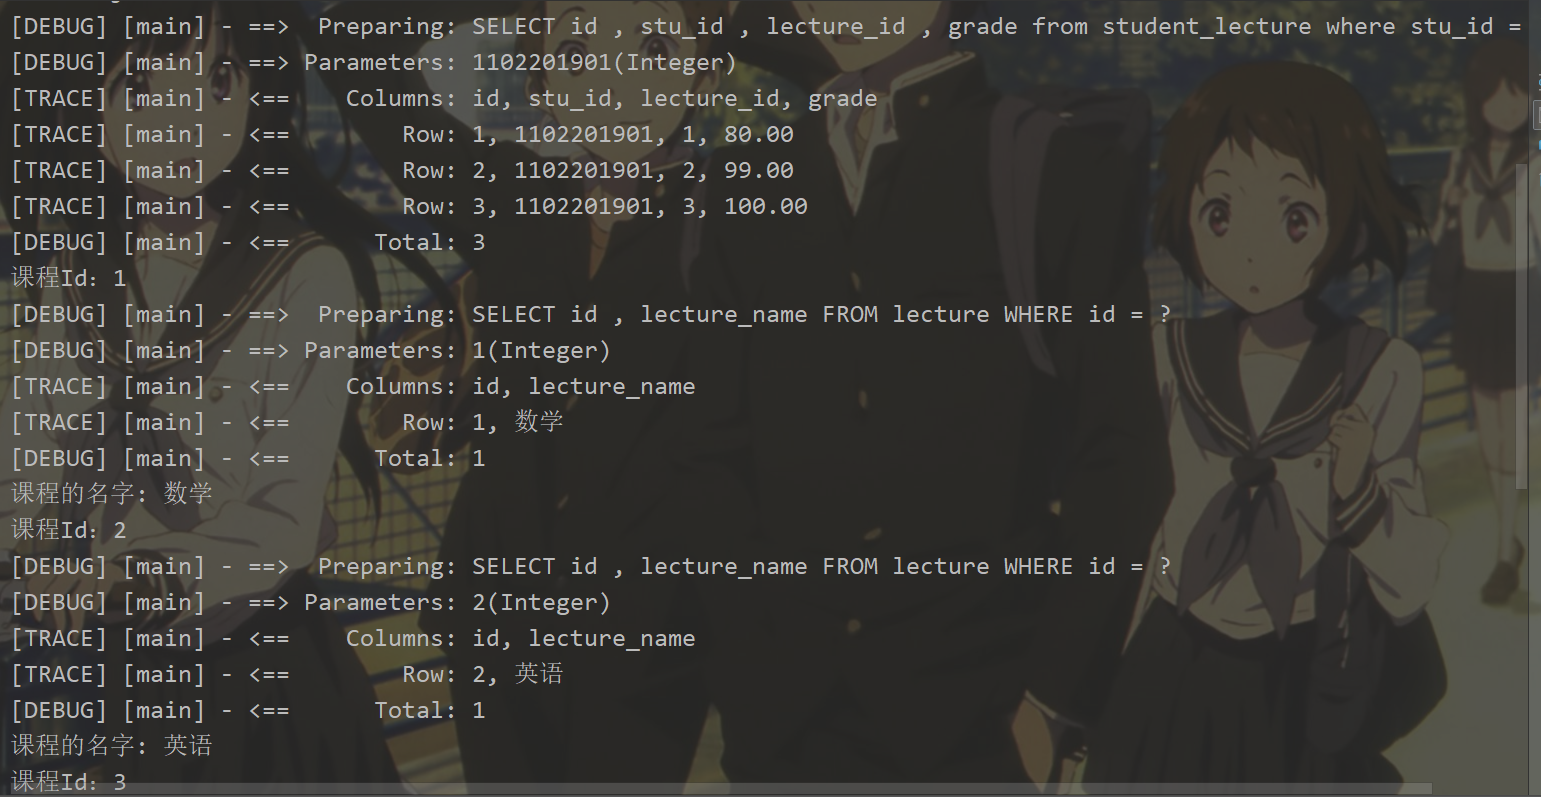 [DEBUG] [main] - ==>  Preparing: SELECT id , stu_id , lecture_id , grade from student_lecture where stu_id =
[DEBUG] [main] - ==> Parameters: 1102201901(Integer)
[TRACE] [main] - <==    Columns: id, stu_id, lecture_id, grade
[TRACE] [main] - <==        Row: 1, 1102201901, 1, 80.00
[TRACE] [main] - <==        Row: 2, 1102201901, 2, 99.00
[TRACE] [main] - <==        Row: 3, 1102201901, 3, 100.00
[DEBUG] [main] - <==      Total: 3
课程Id：1
[DEBUG] [main] - ==>  Preparing: SELECT id , lecture_name FROM lecture WHERE id = ?
[DEBUG] [main] - ==> Parameters: 1(Integer)
[TRACE] [main] - <==    Columns: id, lecture_name
[TRACE] [main] - <==        Row: 1, 数学
[DEBUG] [main] - <==      Total: 1
课程的名字: 数学
课程Id：2
[DEBUG] [main] - ==>  Preparing: SELECT id , lecture_name FROM lecture WHERE id = ?
[DEBUG] [main] - ==> Parameters: 2(Integer)
[TRACE] [main] - <==    Columns: id, lecture_name
[TRACE] [main] - <==        Row: 2, 英语
[DEBUG] [main] - <==      Total: 1
课程的名字: 英语
课程Id：3